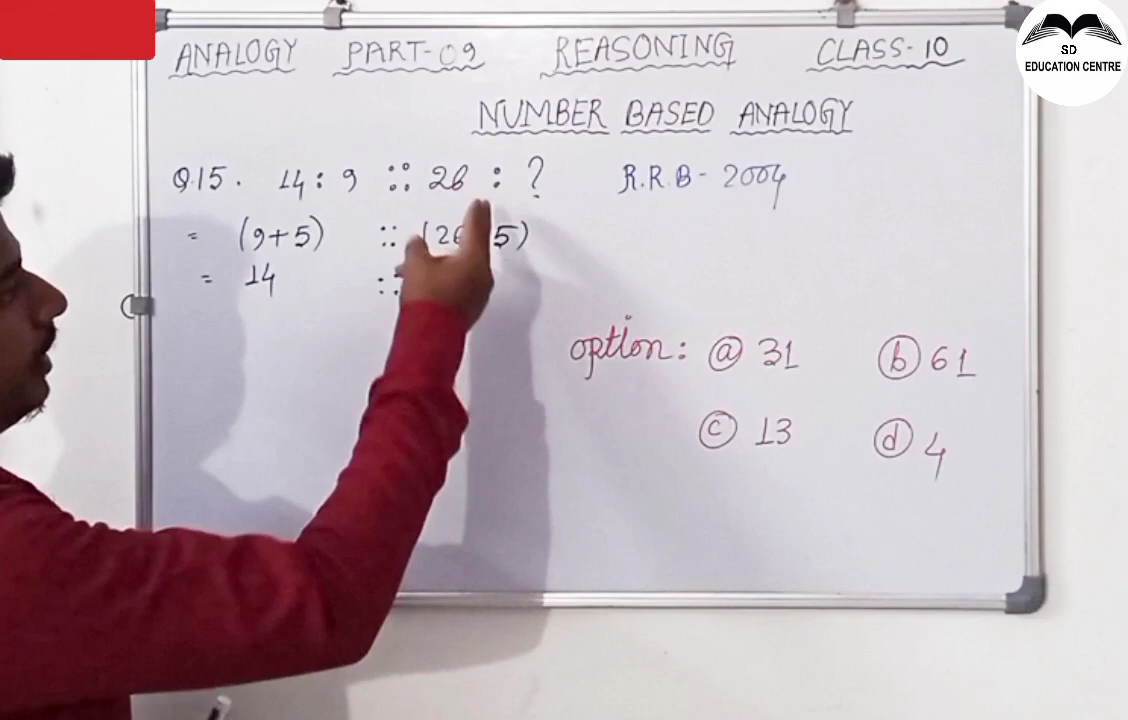 ANALOGY PART-09 REASONING CLASS-10
SD
EDUCATION CENTRE
NUMBER BASED ANALOGY
Q.15. 14 : 9 :: 26 : ? R.R.B - 2004
= (9+5) :: (26 5)
= 14 ::
option: (a) 31 (b) 61
(c) 13 (d) 4